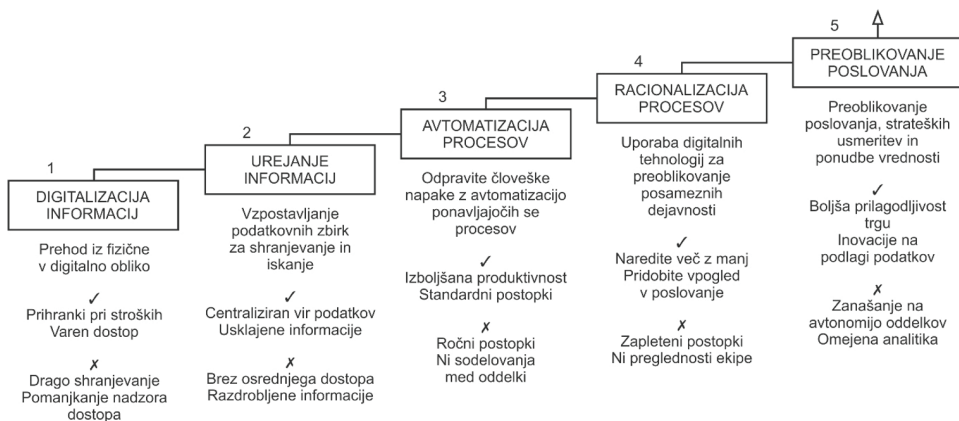 1
DIGITALIZACIJA
INFORMACIJ
Prehod iz fizične
v digitalno obliko
✓
Prihranki pri stroških
Varen dostop
✗
Drago shranjevanje
Pomanjkanje nadzora
dostopa
2
UREJANJE
INFORMACIJ
Vzpostavljanje
podatkovnih zbirk
za shranjevanje in
iskanje
✓
Centraliziran vir podatkov
Usklajene informacije
✗
Brez osrednjega dostopa
Razdrobljene informacije
3
AVTOMATIZACIJA
PROCESOV
Odpravite človeške
napake z avtomatizacijo
ponavljajočih se
procesov
✓
Izboljšana produktivnost
Standardni postopki
✗
Ročni postopki
Ni sodelovanja
med oddelki
4
RACIONALIZACIJA
PROCESOV
Uporaba digitalnih
tehnologij za
preoblikovanje
posameznih
dejavnosti
✓
Naredite več z manj
Pridobite vpogled
v poslovanje
✗
Zapleteni postopki
Ni preglednosti ekipe
5
PREOBLIKOVANJE
POSLOVANJA
Preoblikovanje
poslovanja, strateških
usmeritev in
ponudbe vrednosti
✓
Boljša prilagodljivost
trgu
Inovacije na
podlagi podatkov
✗
Zanašanje na
avtonomijo oddelkov
Omejena analitika